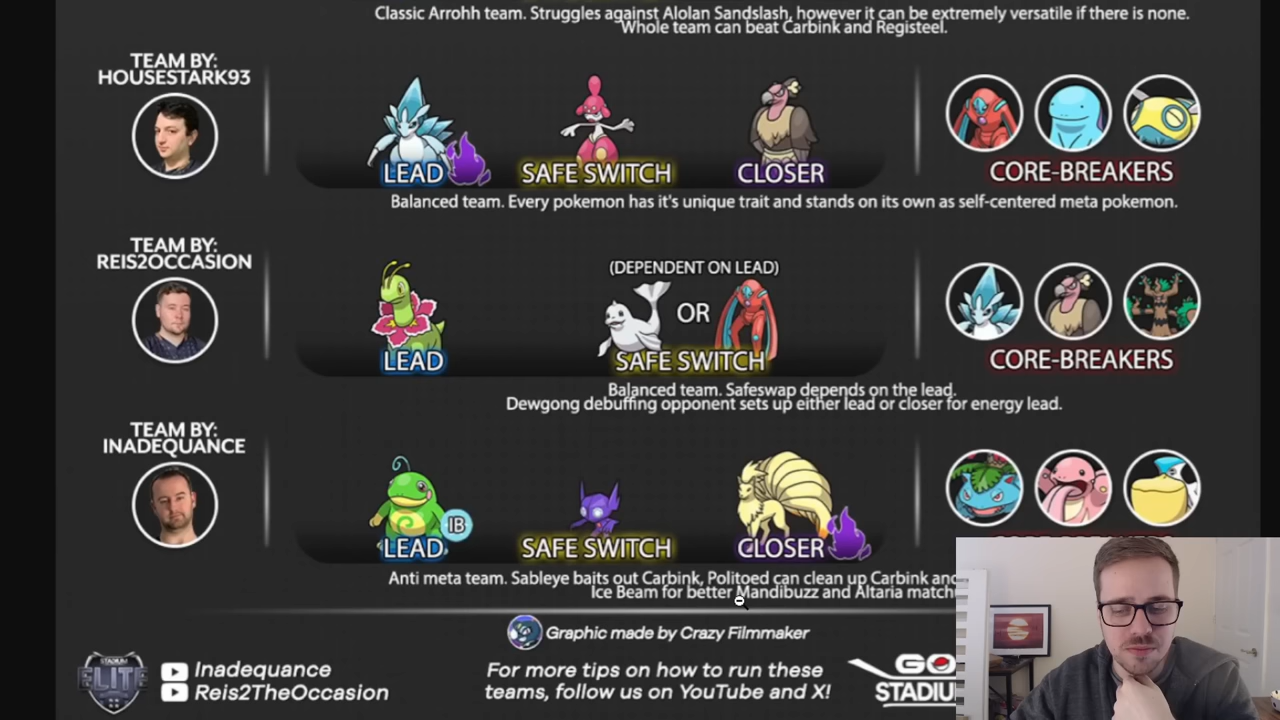 Classic Arrohh team. Struggles against Alolan Sandslash, however it can be extremely versatile if there is none.
Whole team can beat Carbink and Registeel.
TEAM BY:
HOUSESTARK93
LEAD
SAFE SWITCH
CLOSER
CORE-BREAKERS
Balanced team. Every pokemon has it's unique trait and stands on its own as self-centered meta pokemon.
TEAM BY:
REIS2OCCASION
(DEPENDENT ON LEAD)
OR
LEAD
SAFE SWITCH
CORE-BREAKERS
Balanced team. Safeswap depends on the lead.
Dewgong debuffing opponent sets up either lead or closer for energy lead.
TEAM BY:
INADEQUANCE
IB
LEAD
SAFE SWITCH
CLOSER
Anti meta team. Sableye baits out Carbink, Politoed can clean up Carbink and
Ice Beam for better Mandibuzz and Altaria
Graphic made by Crazy Filmmaker
STADIUM
ELITE
Inadequance
Reis2TheOccasion
For more tips on how to run these
teams, follow us on YouTube and X!
GO